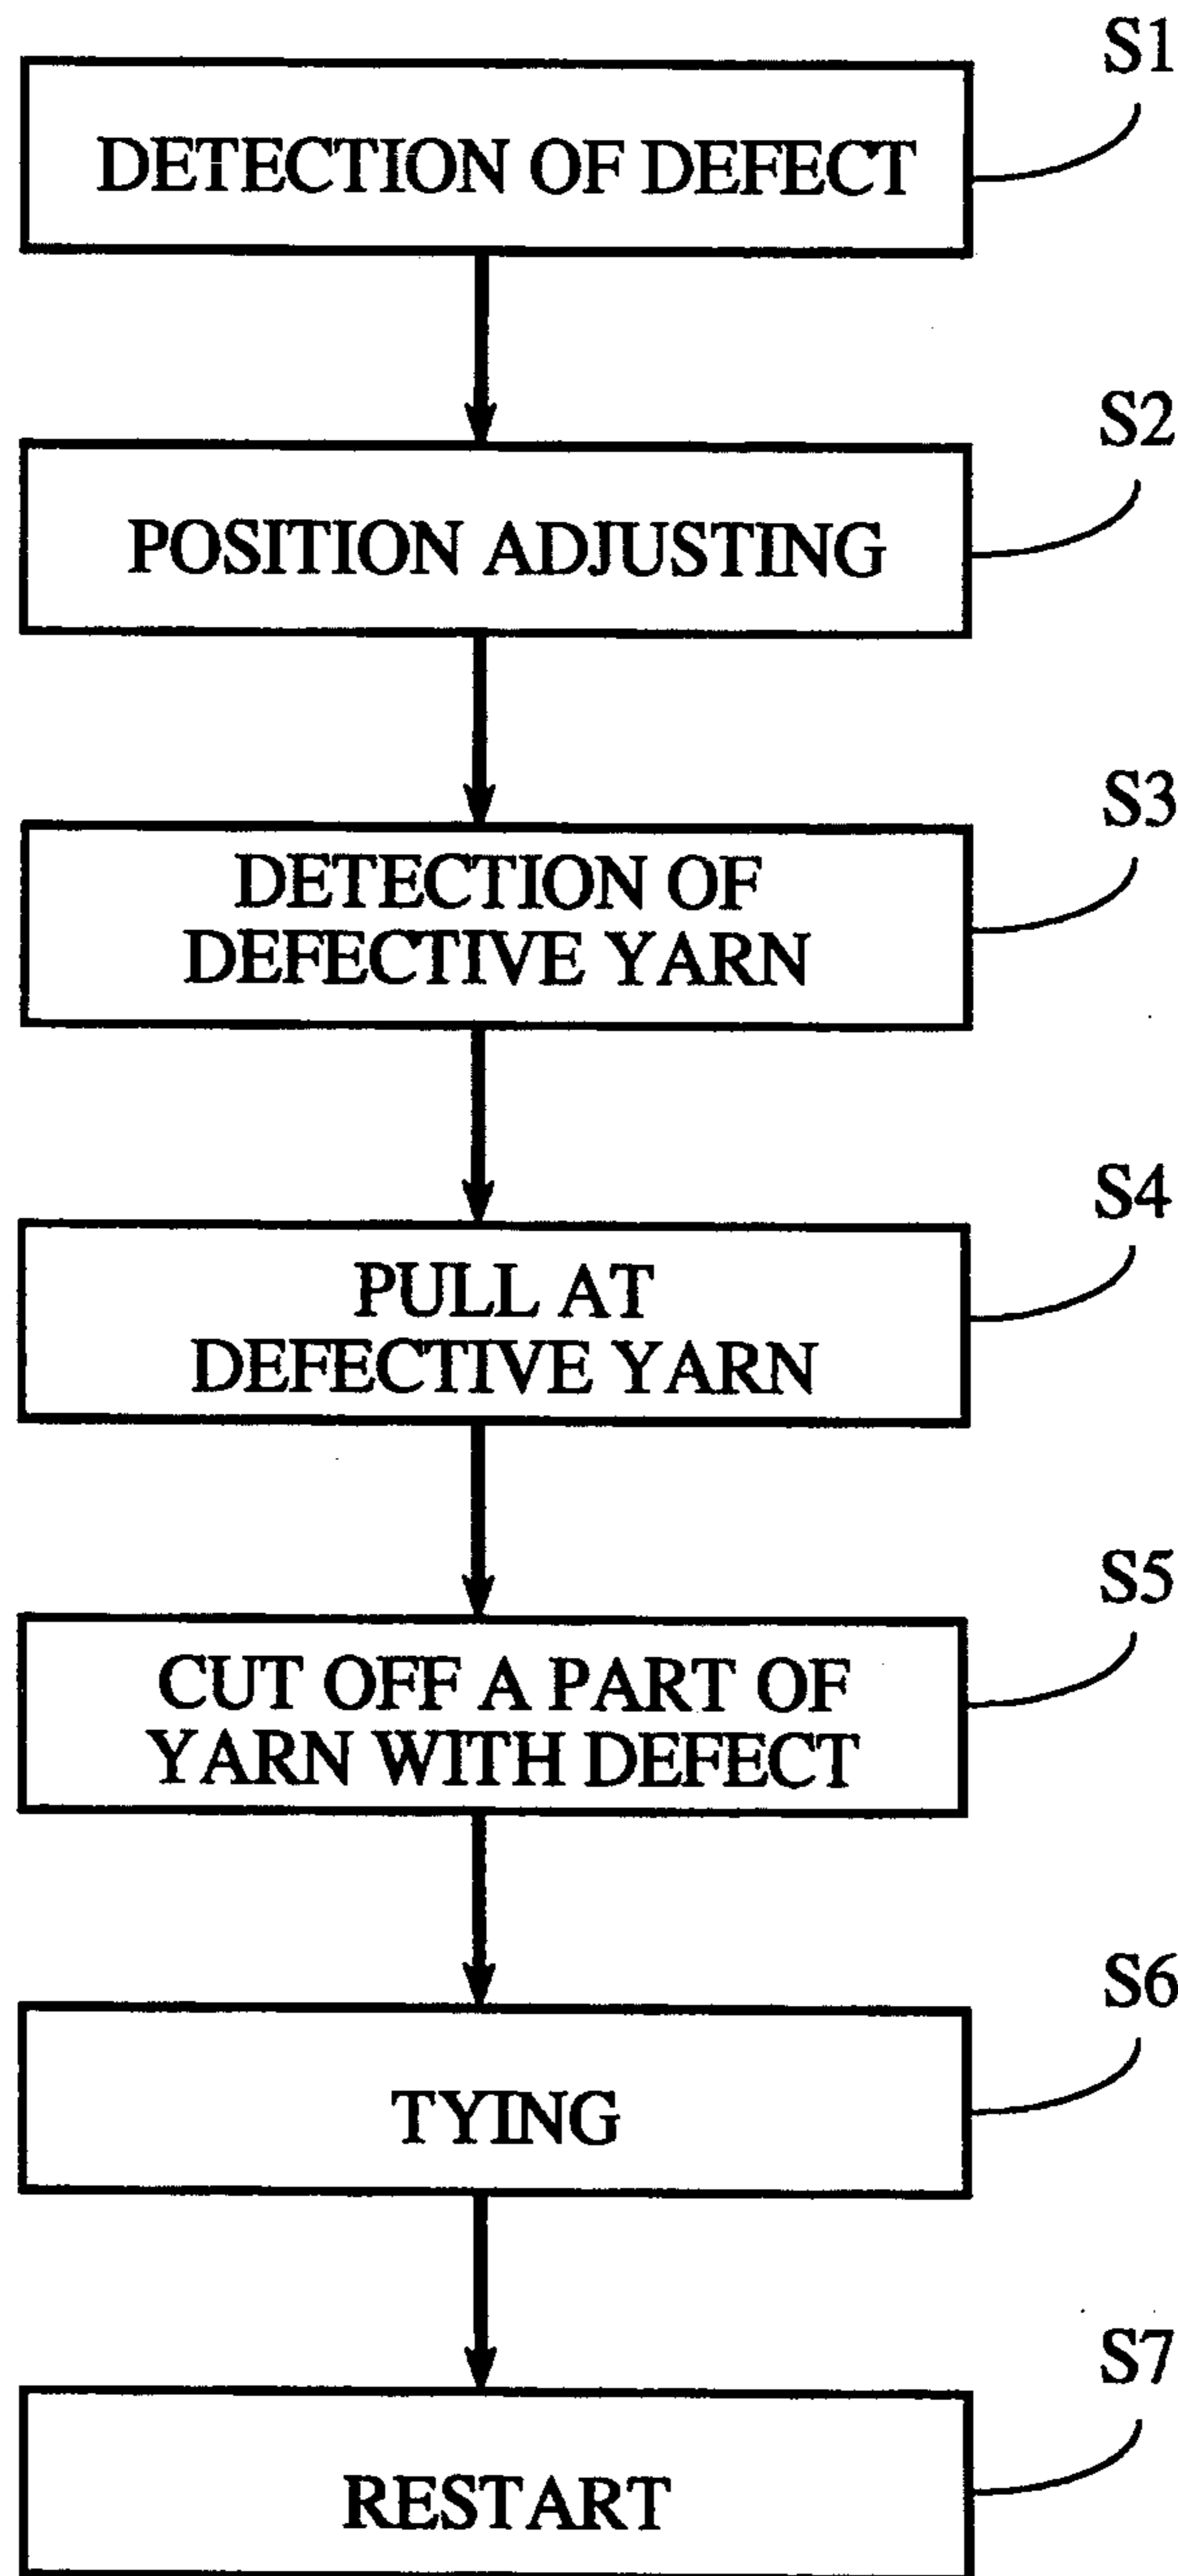 S1
DETECTION OF DEFECT
S2
POSITION ADJUSTING
S3
DETECTION OF
DEFECTIVE YARN
S4
PULL AT
DEFECTIVE YARN
S5
CUT OFF A PART OF
YARN WITH DEFECT
S6
TYING
S7
RESTART